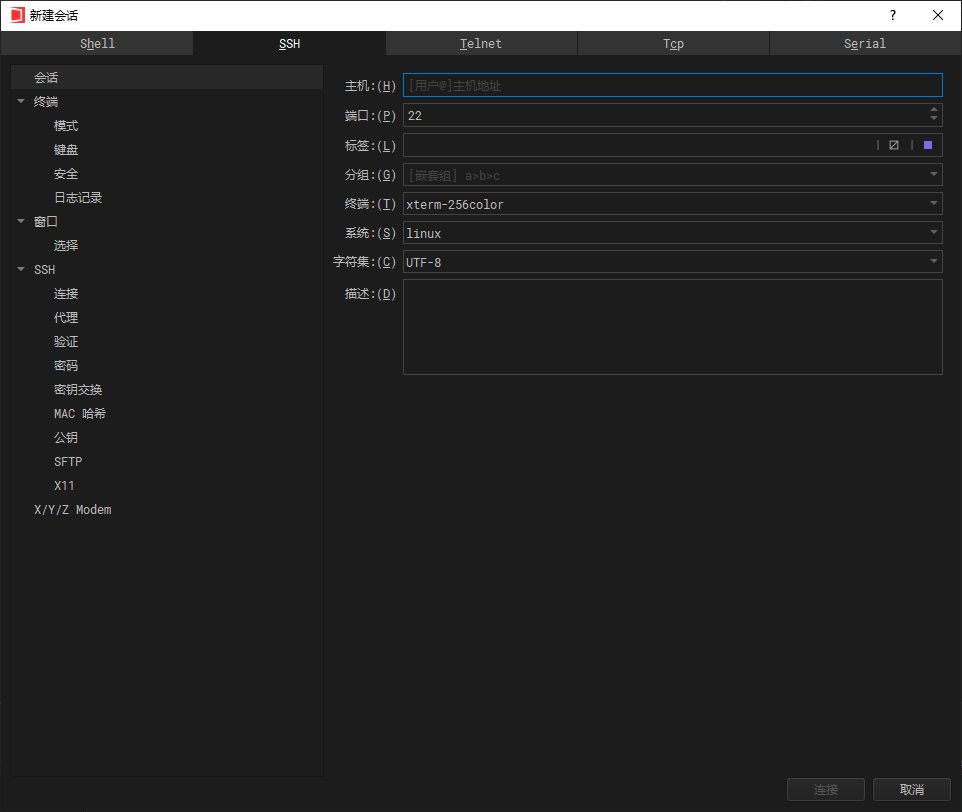 新建会话
?
Shell
SSH
Telnet
Tcp
Serial
会话
终端
模式
键盘
安全
日志记录
窗口
选择
SSH
连接
代理
验证
密码
密钥交换
MAC 哈希
公钥
SFTP
X11
X/Y/Z Modem
主机:(H) [用户@]主机地址
端口:(P) 22
标签:(L)
分组:(G) [嵌套组] a>b>c
终端:(T) xterm-256color
系统:(S) linux
字符集:(C) UTF-8
描述:(D)
连接
取消